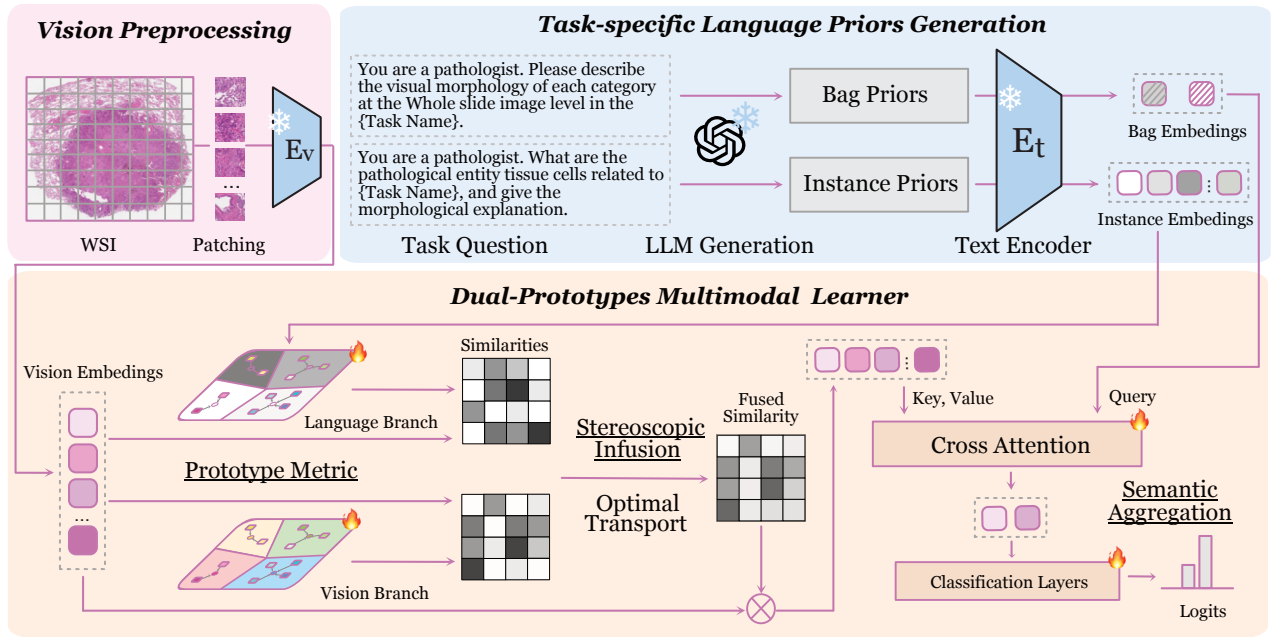 Vision Preprocessing
E_v
...
WSI
Patching
Task-specific Language Priors Generation
You are a pathologist. Please describe
the visual morphology of each category
at the Whole slide image level in the
{Task Name}.
You are a pathologist. What are the
pathological entity tissue cells related to
{Task Name}, and give the
morphological explanation.
Bag Priors
Instance Priors
E_t
Bag Embedings
Instance Embedings
Task Question
LLM Generation
Text Encoder
Dual-Prototypes Multimodal Learner
Vision Embedings
...
Language Branch
Prototype Metric
Vision Branch
Similarities
Stereoscopic
Infusion
Optimal
Transport
Fused
Similarity
Key, Value
Query
Cross Attention
Semantic
Aggregation
Classification Layers
Logits